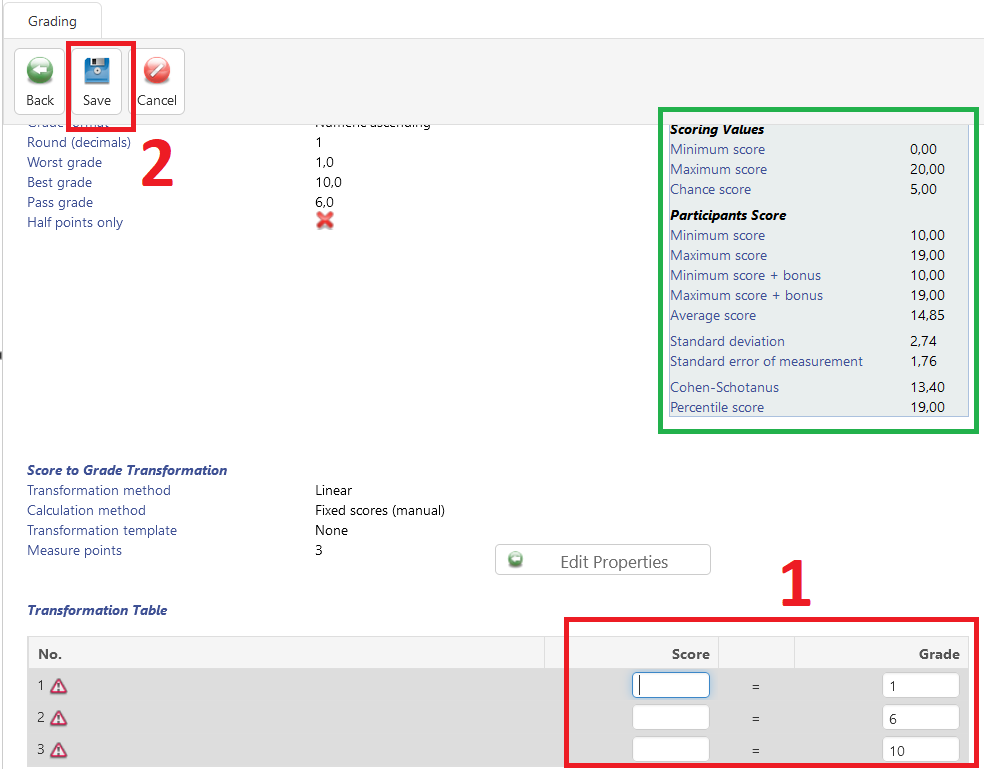 Grading
Back Save Cancel
2
Grade format Numeric ascending
Round (decimals) 1
Worst grade 1,0
Best grade 10,0
Pass grade 6,0
Half points only
Scoring Values
Minimum score 0,00
Maximum score 20,00
Chance score 5,00
Participants Score
Minimum score 10,00
Maximum score 19,00
Minimum score + bonus 10,00
Maximum score + bonus 19,00
Average score 14,85
Standard deviation 2,74
Standard error of measurement 1,76
Cohen-Schotanus 13,40
Percentile score 19,00
Score to Grade Transformation
Transformation method Linear
Calculation method Fixed scores (manual)
Transformation template None
Measure points 3
Edit Properties
1
Transformation Table
No. Score Grade
1 = 1
2 = 6
3 = 10